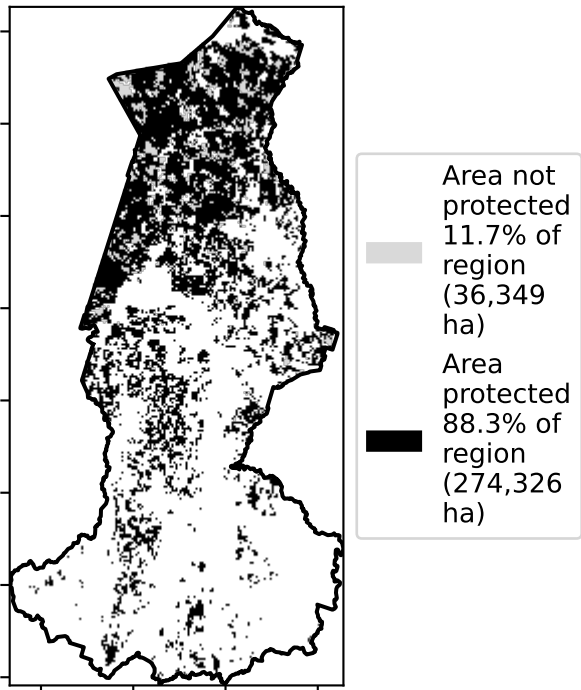 Area not
protected
11.7% of
region
(36,349
ha)
Area
protected
88.3% of
region
(274,326
ha)